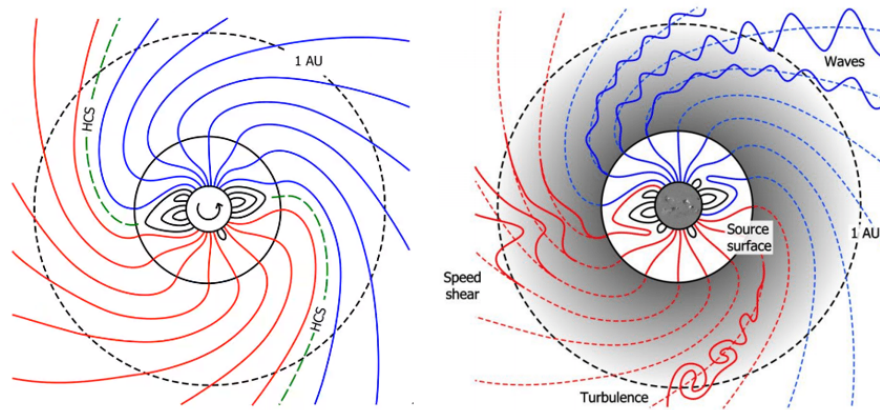 1 AU
HCS
HCS
Waves
Source
surface
1 AU
Speed
shear
Turbulence